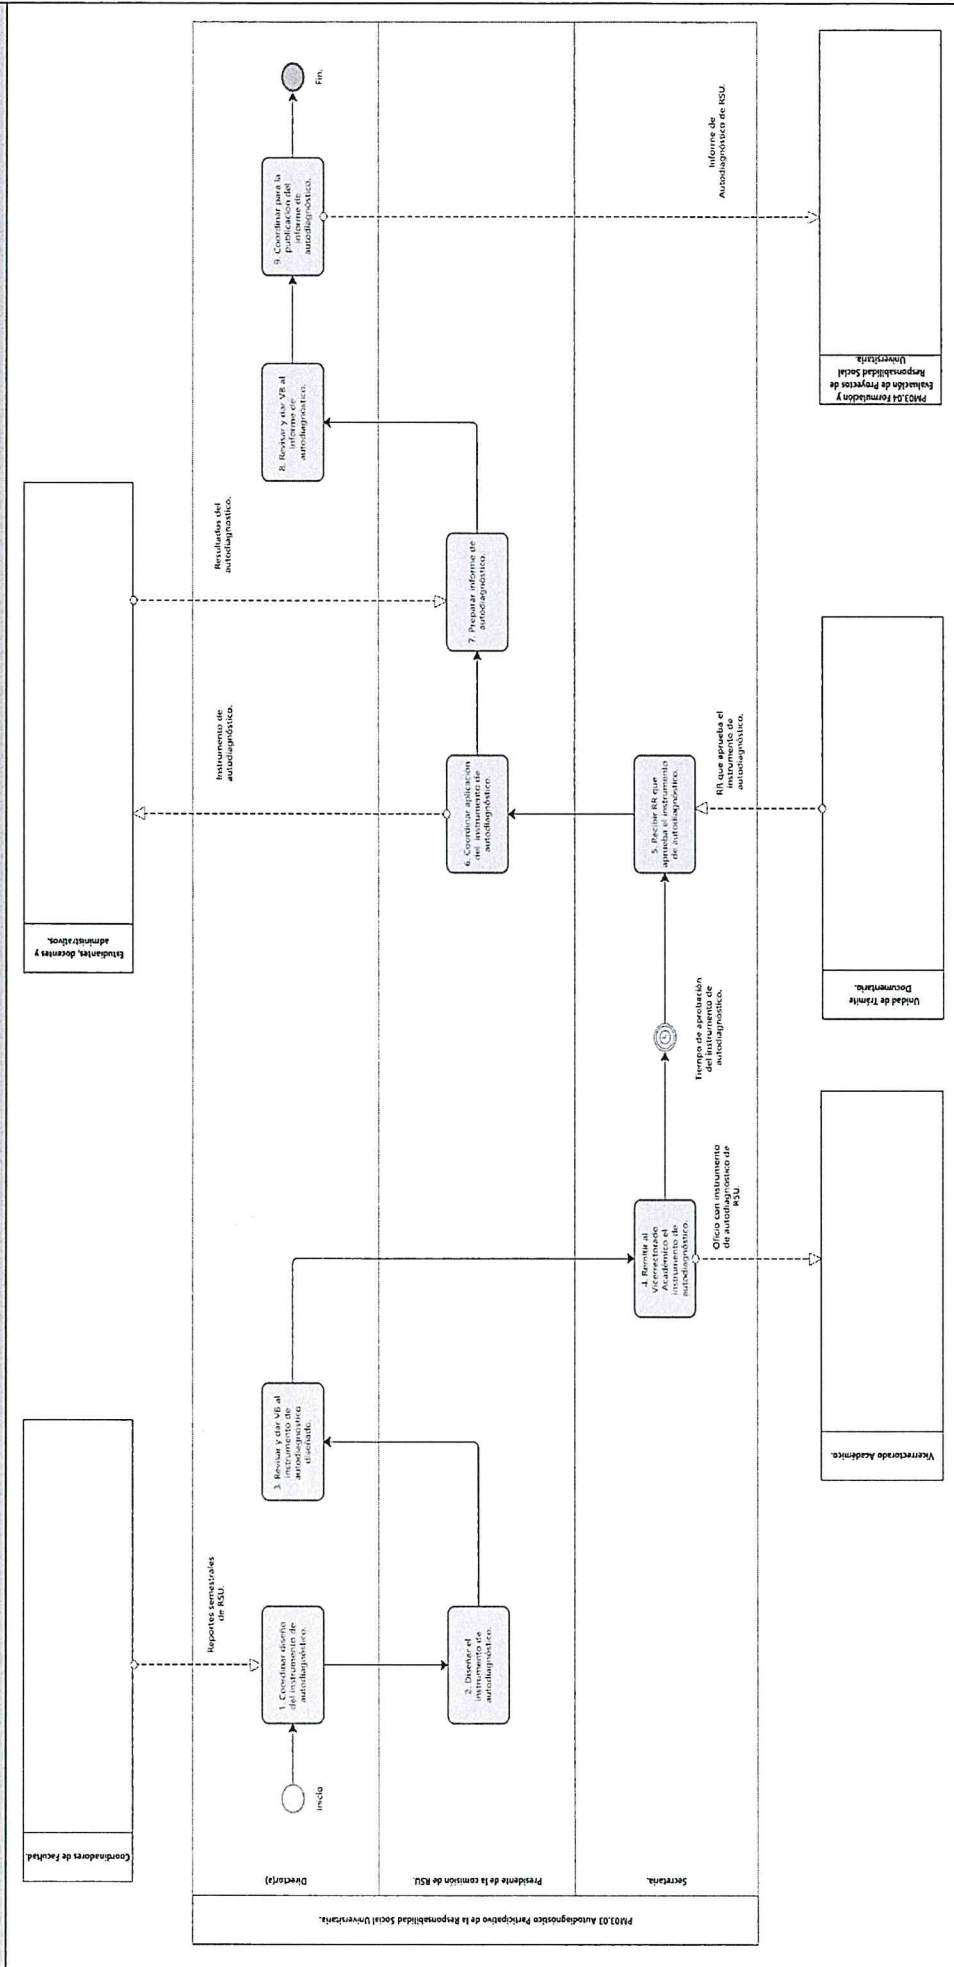 Coordinadores de Facultad.
Estudiantes, docentes y
administrativos.
PM03.03 Autodiagnóstico Participativo de la Responsabilidad Social Universitaria.
Director(a)
Presidente de la comisión de RSU.
Secretaria.
Inicio
Reportes semestrales
de RSU.
1. Coordinar diseño
del instrumento de
autodiagnóstico.
2. Diseñar el
instrumento de
autodiagnóstico.
3. Revisar y dar VB al
instrumento de
autodiagnóstico
diseñado.
4. Remitir al
Vicerrectorado
Académico el
instrumento de
autodiagnóstico.
Oficio con instrumento
de autodiagnóstico de
RSU.
Tiempo de aprobación
del instrumento de
autodiagnóstico.
5. Recibir RR que
aprueba el instrumento
de autodiagnóstico.
RR que aprueba el
instrumento de
autodiagnóstico.
6. Coordinar aplicación
del instrumento de
autodiagnóstico.
Instrumento de
autodiagnóstico.
Resultados del
autodiagnostico.
7. Preparar informe de
autodiagnóstico.
8. Revisar y dar VB al
informe de
autodiagnóstico.
9. Coordinar para la
publicación del
informe de
autodiagnóstico.
Fin.
Informe de
Autodiagnóstico de RSU.
Vicerrectorado Académico.
Unidad de Trámite
Documentario.
PM03.04 Formulación y
Evaluación de Proyectos de
Responsabilidad Social
Universitaria.